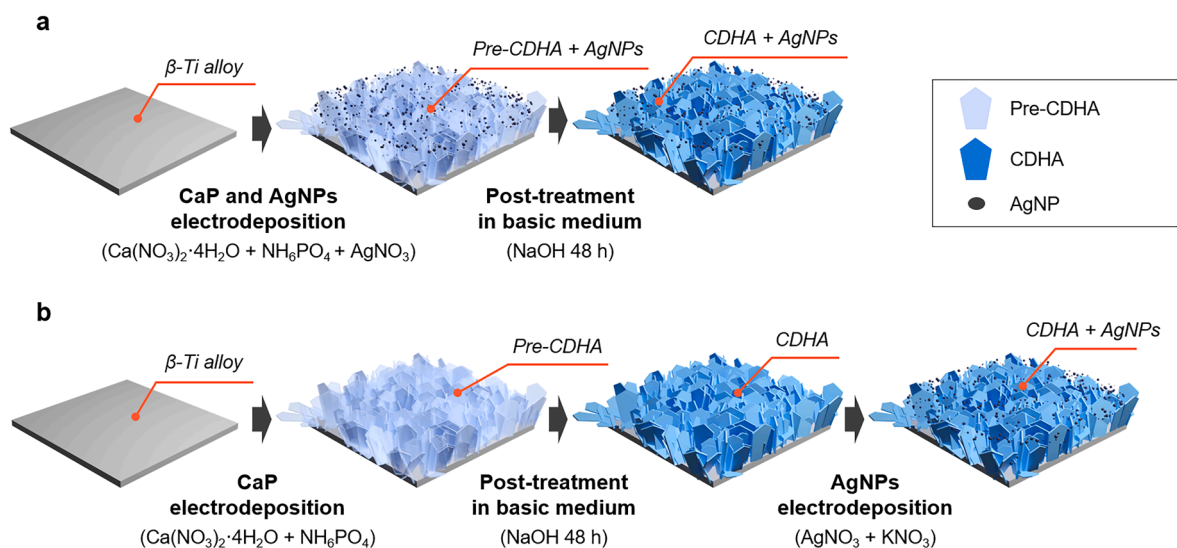 a
β-Ti alloy
Pre-CDHA + AgNPs
CDHA + AgNPs
CaP and AgNPs
electrodeposition
(Ca(NO₃)₂·4H₂O + NH₆PO₄ + AgNO₃)
Post-treatment
in basic medium
(NaOH 48 h)
Pre-CDHA
CDHA
AgNP
b
β-Ti alloy
Pre-CDHA
CDHA
CDHA + AgNPs
CaP
electrodeposition
(Ca(NO₃)₂·4H₂O + NH₆PO₄)
Post-treatment
in basic medium
(NaOH 48 h)
AgNPs
electrodeposition
(AgNO₃ + KNO₃)